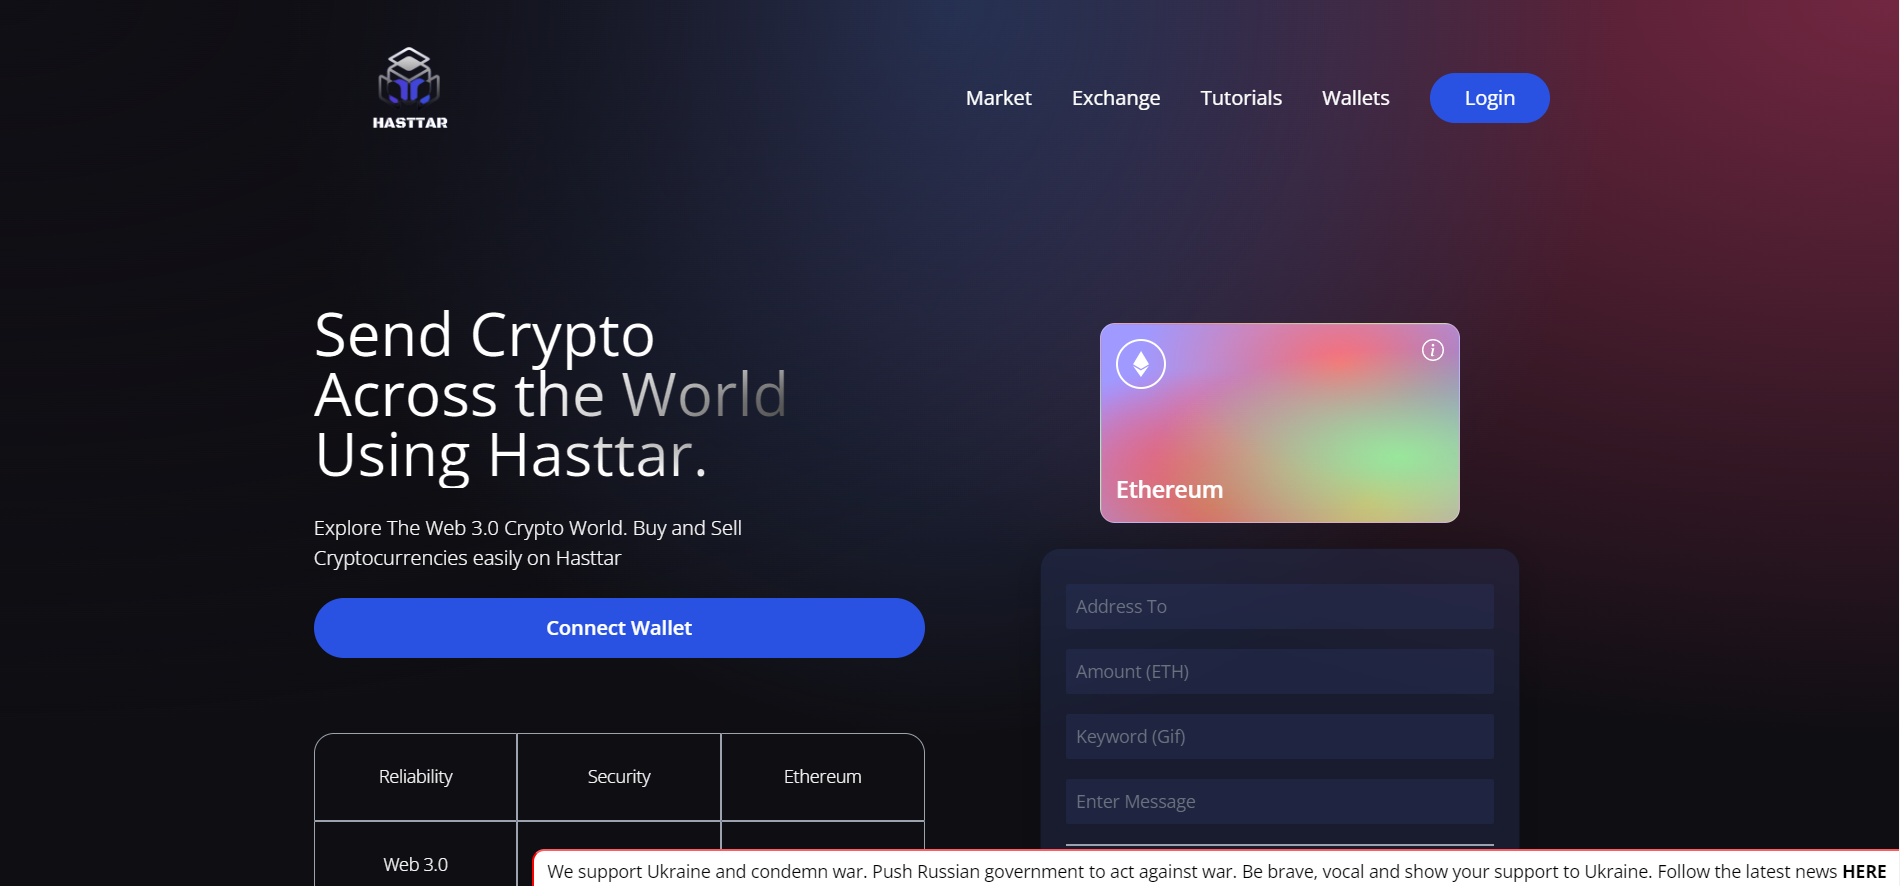 HASTTAR
Market
Exchange
Tutorials
Wallets
Login
Send Crypto
Across the World
Using Hasttar.
Explore The Web 3.0 Crypto World. Buy and Sell
Cryptocurrencies easily on Hasttar
Connect Wallet
Reliability
Security
Ethereum
Web 3.0
Ethereum
Address To
Amount (ETH)
Keyword (Gif)
Enter Message
We support Ukraine and condemn war. Push Russian government to act against war. Be brave, vocal and show your support to Ukraine. Follow the latest news HERE